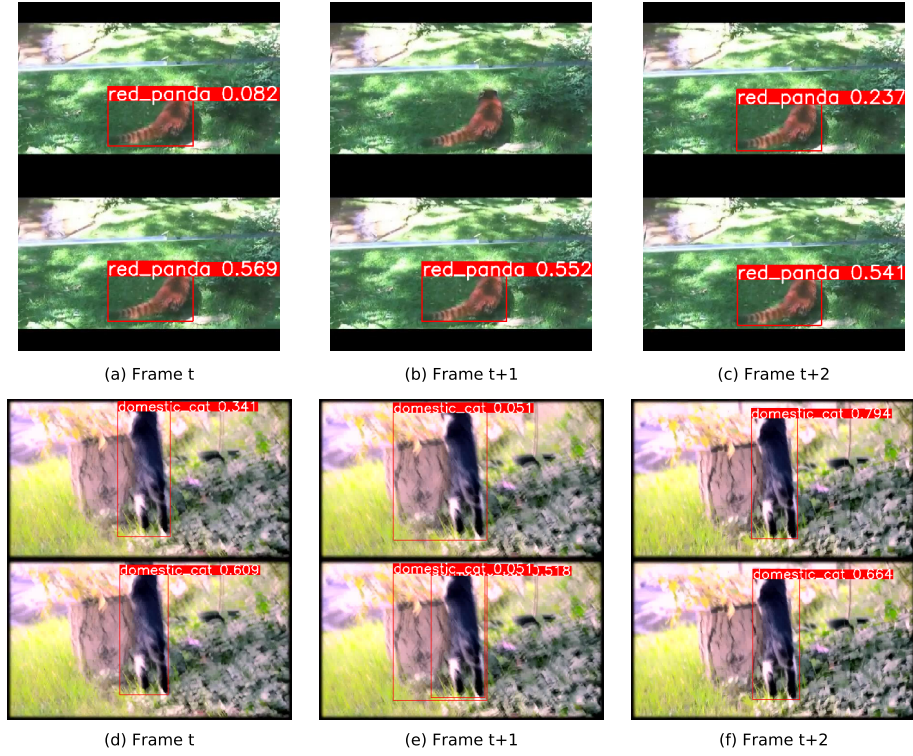 red_panda 0.082
red_panda 0.237
red_panda 0.569
red_panda 0.552
red_panda 0.541
(a) Frame t
(b) Frame t+1
(c) Frame t+2
domestic_cat 0.341
domestic_cat 0.051
domestic_cat 0.794
domestic_cat 0.609
domestic_cat 0.051
.518
domestic_cat 0.664
(d) Frame t
(e) Frame t+1
(f) Frame t+2